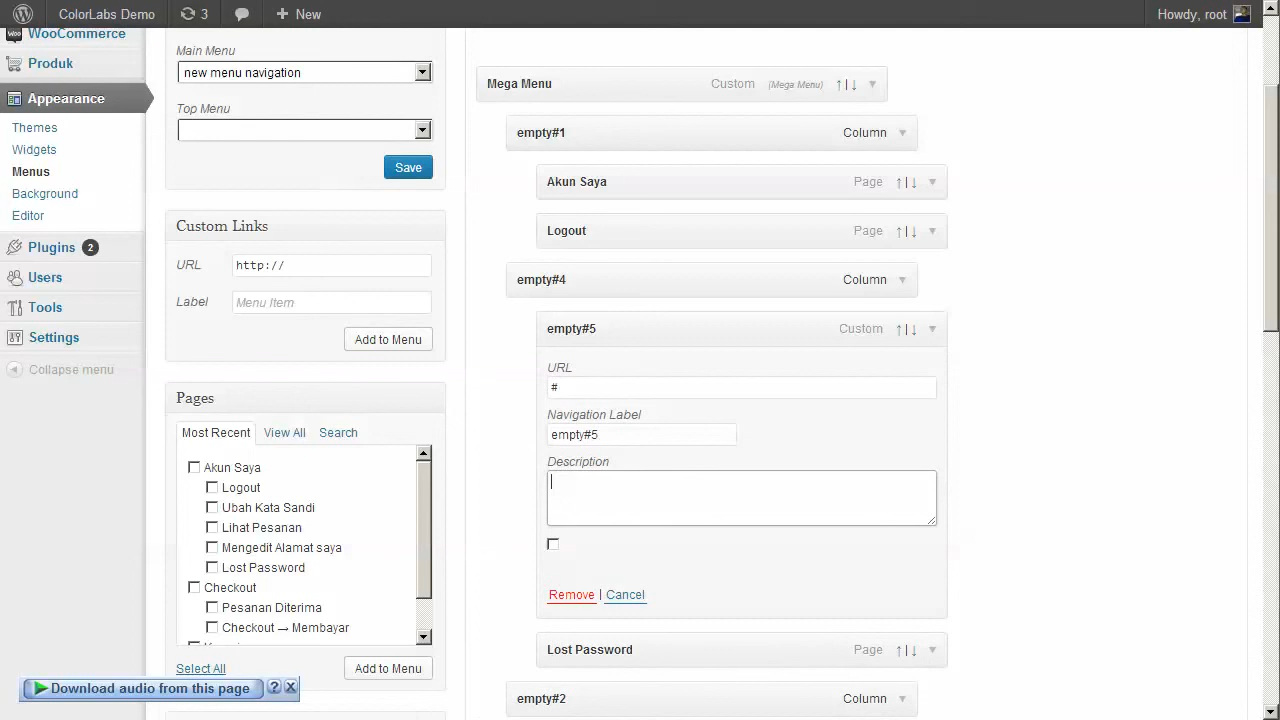 ColorLabs Demo
3
New
Howdy, root
WooCommerce
Produk
Appearance
Themes
Widgets
Menus
Background
Editor
Plugins 2
Users
Tools
Settings
Collapse menu
Main Menu
new menu navigation
Top Menu
Save
Custom Links
URL http://
Label Menu Item
Add to Menu
Pages
Most Recent View All Search
Akun Saya
Logout
Ubah Kata Sandi
Lihat Pesanan
Mengedit Alamat saya
Lost Password
Checkout
Pesanan Diterima
Checkout → Membayar
Select All
Add to Menu
Download audio from this page ? X
Mega Menu Custom (Mega Menu) ↑|↓
empty#1 Column
Akun Saya Page ↑|↓
Logout Page ↑|↓
empty#4 Column
empty#5 Custom ↑|↓
URL
#
Navigation Label
empty#5
Description
Remove | Cancel
Lost Password Page ↑|↓
empty#2 Column